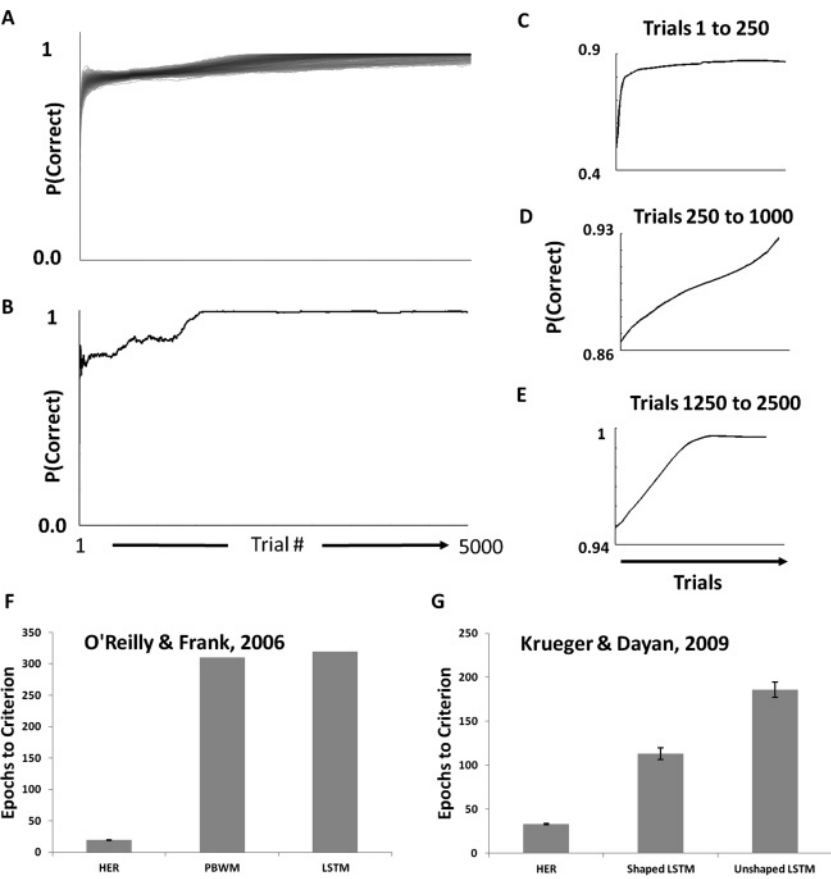 A
1
P(Correct)
0.0
B
1
P(Correct)
0.0
1
Trial #
5000
C
Trials 1 to 250
0.9
0.4
D
Trials 250 to 1000
0.93
P(Correct)
0.86
E
Trials 1250 to 2500
1
0.94
Trials
F
O'Reilly & Frank, 2006
Epochs to Criterion
350
300
250
200
150
100
50
0
HER PBWM LSTM
G
Krueger & Dayan, 2009
Epochs to Criterion
250
200
150
100
50
0
HER Shaped LSTM Unshaped LSTM